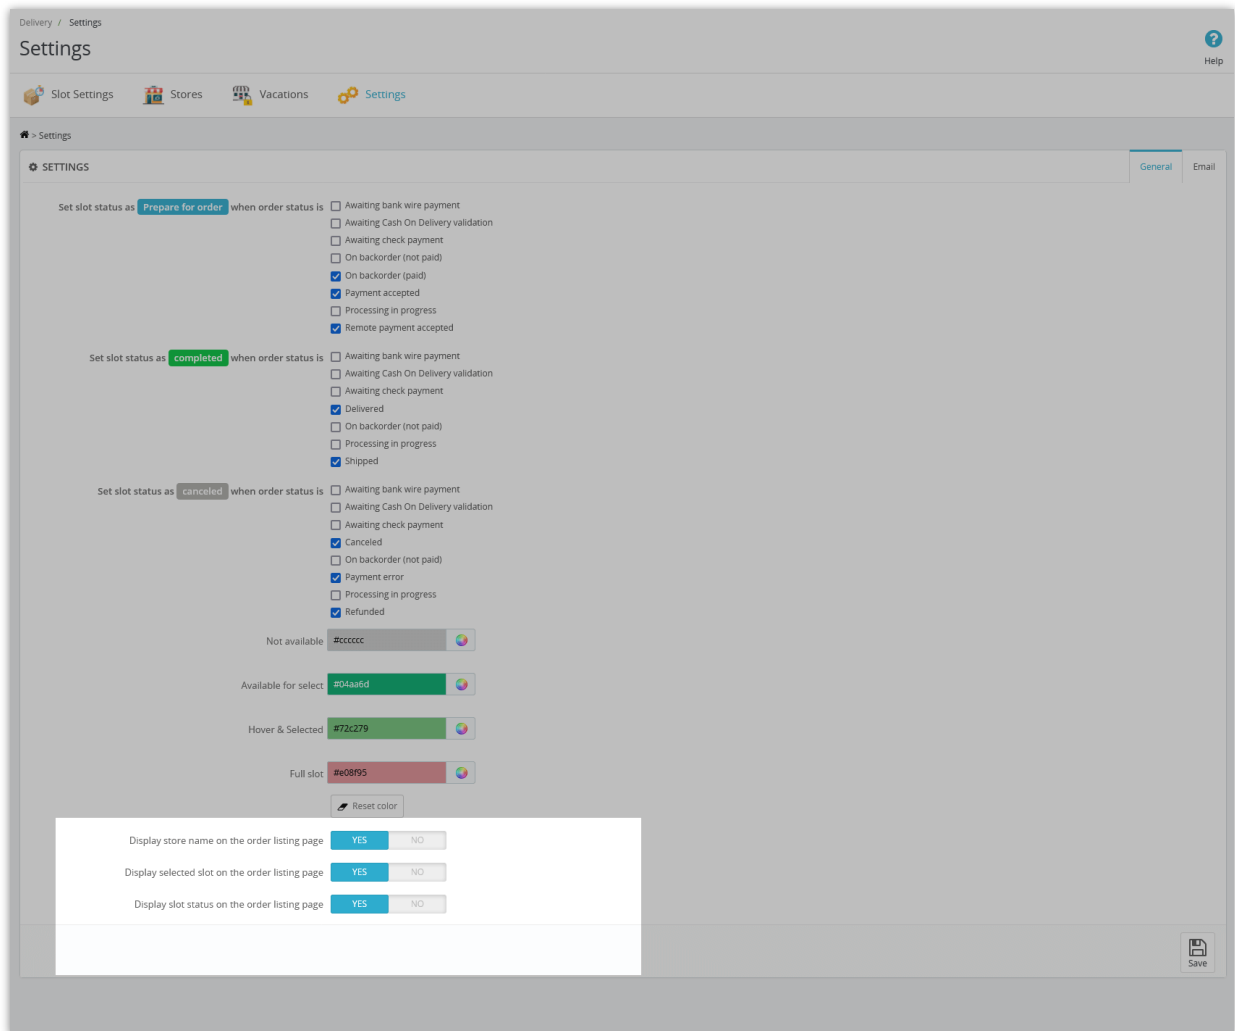 Delivery / Settings
Settings
Help
Slot Settings Stores Vacations Settings
> Settings
SETTINGS General Email
Set slot status as Prepare for order when order status is
Awaiting bank wire payment
Awaiting Cash On Delivery validation
Awaiting check payment
On backorder (not paid)
On backorder (paid)
Payment accepted
Processing in progress
Remote payment accepted
Set slot status as completed when order status is
Awaiting bank wire payment
Awaiting Cash On Delivery validation
Awaiting check payment
Delivered
On backorder (not paid)
Processing in progress
Shipped
Set slot status as canceled when order status is
Awaiting bank wire payment
Awaiting Cash On Delivery validation
Awaiting check payment
Canceled
On backorder (not paid)
Payment error
Processing in progress
Refunded
Not available #cccccc
Available for select #04aa6d
Hover & Selected #72c279
Full slot #e08f95
Reset color
Display store name on the order listing page YES NO
Display selected slot on the order listing page YES NO
Display slot status on the order listing page YES NO
Save